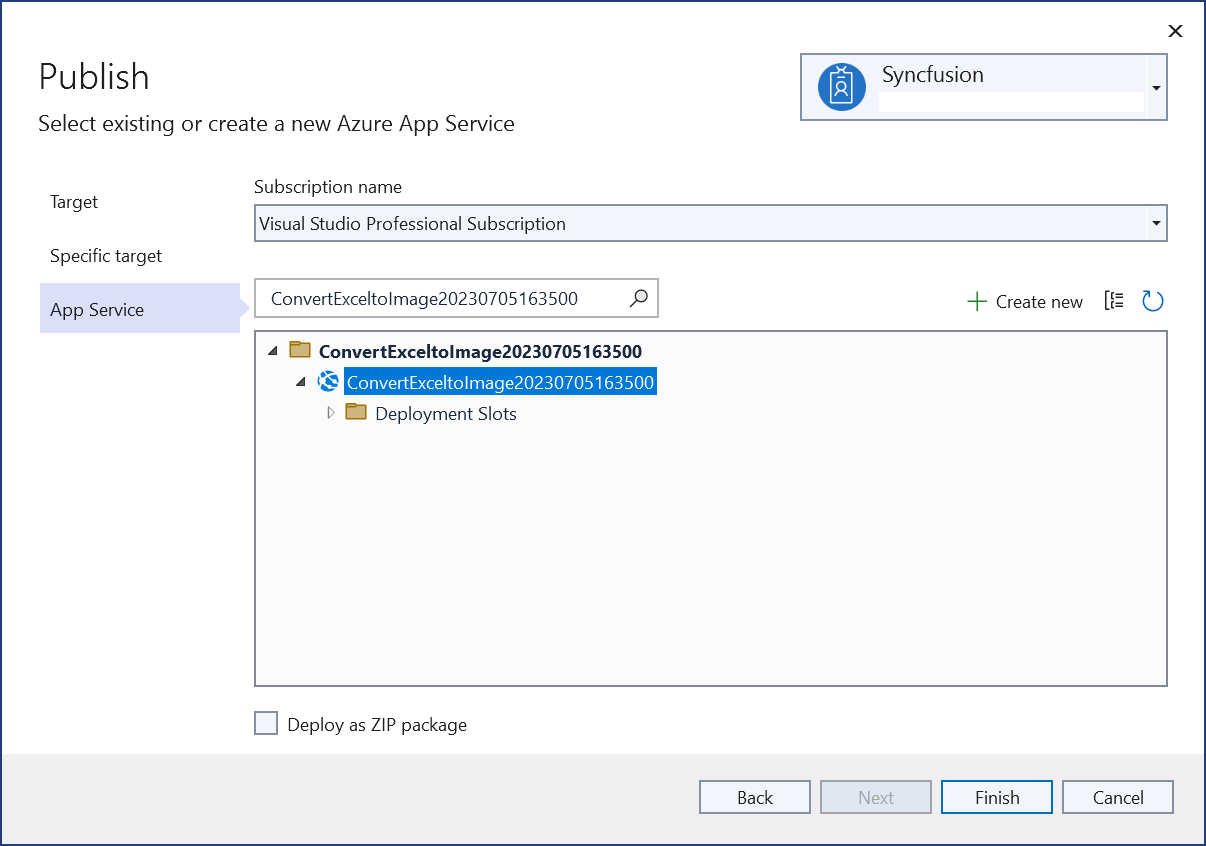 Publish
Syncfusion
Select existing or create a new Azure App Service
Target
Specific target
App Service
Subscription name
Visual Studio Professional Subscription
ConvertExceltoImage20230705163500
Create new
ConvertExceltoImage20230705163500
ConvertExceltoImage20230705163500
Deployment Slots
Deploy as ZIP package
Back
Next
Finish
Cancel